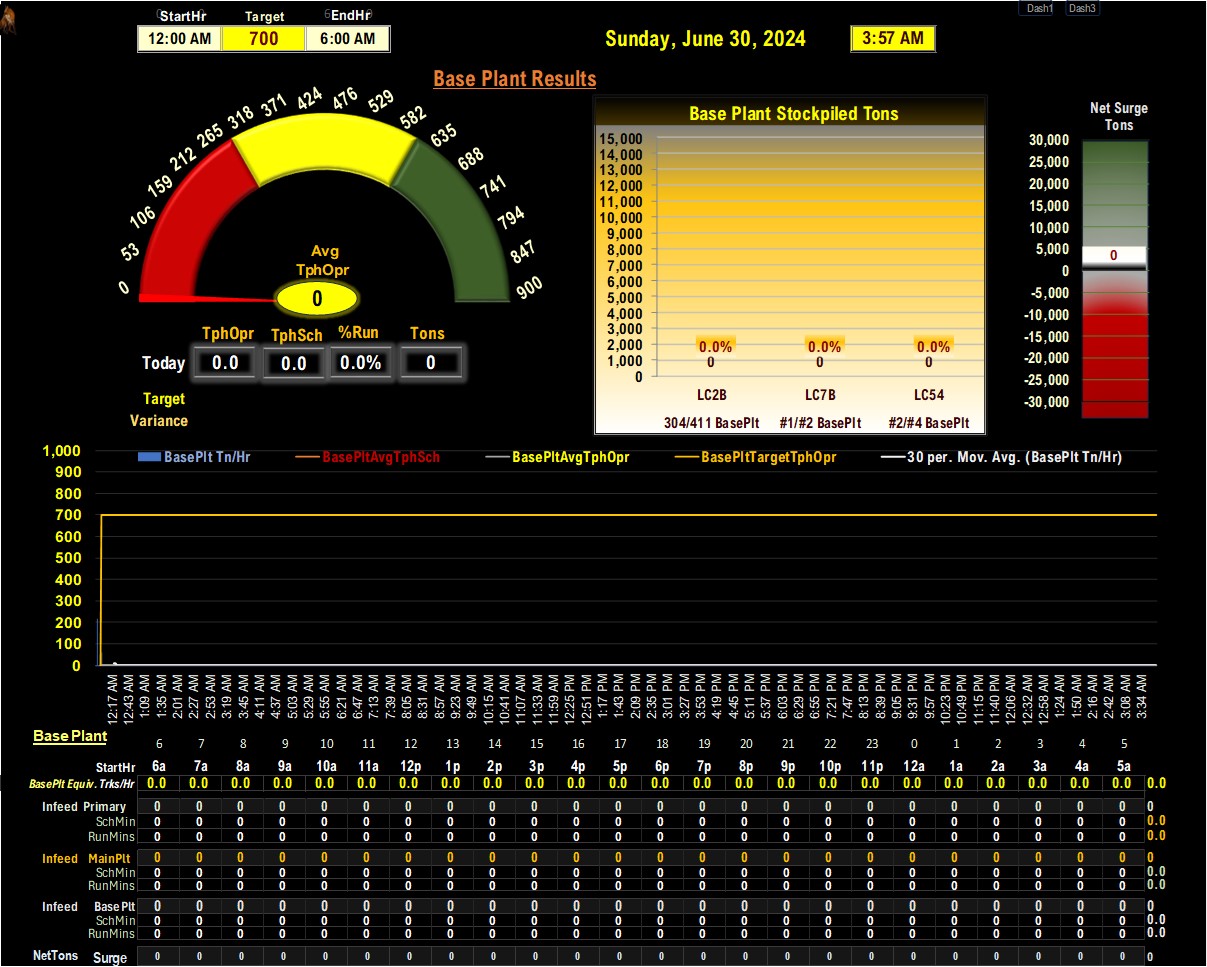 Dash1 Dash3
StartHr Target EndHr
12:00 AM 700 6:00 AM
Sunday, June 30, 2024 3:57 AM
Base Plant Results
0 53 106 159 212 265 318 371 424 476 529 582 635 688 741 794 847 900
Avg
TphOpr
0
TphOpr TphSch %Run Tons
Today 0.0 0.0 0.0% 0
Target
Variance
Base Plant Stockpiled Tons
15,000
14,000
13,000
12,000
11,000
10,000
9,000
8,000
7,000
6,000
5,000
4,000
3,000
2,000
1,000
0
0.0% 0.0% 0.0%
0 0 0
LC2B LC7B LC54
304/411 BasePlt #1/#2 BasePlt #2/#4 BasePlt
Net Surge
Tons
30,000
25,000
20,000
15,000
10,000
5,000
0
0
-5,000
-10,000
-15,000
-20,000
-25,000
-30,000
BasePlt Tn/Hr BasePltAvgTphSch BasePltAvgTphOpr BasePltTargetTphOpr 30 per. Mov. Avg. (BasePlt Tn/Hr)
1,000
900
800
700
600
500
400
300
200
100
0
12:17 AM 12:43 AM 1:09 AM 1:35 AM 2:01 AM 2:27 AM 2:53 AM 3:19 AM 3:45 AM 4:11 AM 4:37 AM 5:03 AM 5:29 AM 5:55 AM 6:21 AM 6:47 AM 7:13 AM 7:39 AM 8:05 AM 8:31 AM 8:57 AM 9:23 AM 9:49 AM 10:15 AM 10:41 AM 11:07 AM 11:33 AM 11:59 AM 12:25 PM 12:51 PM 1:17 PM 1:43 PM 2:09 PM 2:35 PM 3:01 PM 3:27 PM 3:53 PM 4:19 PM 4:45 PM 5:11 PM 5:37 PM 6:03 PM 6:29 PM 6:55 PM 7:21 PM 7:47 PM 8:13 PM 8:39 PM 9:05 PM 9:31 PM 9:57 PM 10:23 PM 10:49 PM 11:15 PM 11:40 PM 12:06 AM 12:32 AM 12:58 AM 1:24 AM 1:50 AM 2:16 AM 2:42 AM 3:08 AM 3:34 AM
Base Plant
6 7 8 9 10 11 12 13 14 15 16 17 18 19 20 21 22 23 0 1 2 3 4 5
StartHr 6a 7a 8a 9a 10a 11a 12p 1p 2p 3p 4p 5p 6p 7p 8p 9p 10p 11p 12a 1a 2a 3a 4a 5a
BasePlt Equiv. Trks/Hr 0.0 0.0 0.0 0.0 0.0 0.0 0.0 0.0 0.0 0.0 0.0 0.0 0.0 0.0 0.0 0.0 0.0 0.0 0.0 0.0 0.0 0.0 0.0 0.0 0.0
Infeed Primary 0 0 0 0 0 0 0 0 0 0 0 0 0 0 0 0 0 0 0 0 0 0 0 0 0
SchMin 0 0 0 0 0 0 0 0 0 0 0 0 0 0 0 0 0 0 0 0 0 0 0 0 0.0
RunMins 0 0 0 0 0 0 0 0 0 0 0 0 0 0 0 0 0 0 0 0 0 0 0 0 0.0
Infeed MainPlt 0 0 0 0 0 0 0 0 0 0 0 0 0 0 0 0 0 0 0 0 0 0 0 0 0
SchMin 0 0 0 0 0 0 0 0 0 0 0 0 0 0 0 0 0 0 0 0 0 0 0 0 0.0
RunMins 0 0 0 0 0 0 0 0 0 0 0 0 0 0 0 0 0 0 0 0 0 0 0 0 0.0
Infeed BasePlt 0 0 0 0 0 0 0 0 0 0 0 0 0 0 0 0 0 0 0 0 0 0 0 0 0
SchMin 0 0 0 0 0 0 0 0 0 0 0 0 0 0 0 0 0 0 0 0 0 0 0 0 0.0
RunMins 0 0 0 0 0 0 0 0 0 0 0 0 0 0 0 0 0 0 0 0 0 0 0 0 0.0
NetTons Surge 0 0 0 0 0 0 0 0 0 0 0 0 0 0 0 0 0 0 0 0 0 0 0 0 0